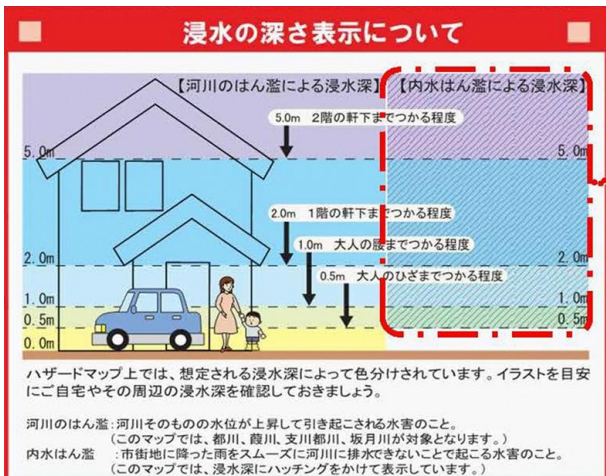 浸水の深さ表示について
【河川のはん濫による浸水深】 【内水はん濫による浸水深】
5.0m 2階の軒下までつかる程度
5.0m 5.0m
2.0m 1階の軒下までつかる程度
1.0m 大人の腰までつかる程度
2.0m 2.0m
0.5m 大人のひざまでつかる程度
1.0m 1.0m
0.5m 0.5m
0.0m
ハザードマップ上では、想定される浸水深によって色分けされています。イラストを目安
にご自宅やその周辺の浸水深を確認しておきましょう。
河川のはん濫:河川そのものの水位が上昇して引き起こされる水害のこと。
(このマップでは、都川、葭川、支川都川、坂月川が対象となります。)
内水はん濫 :市街地に降った雨をスムーズに河川に排水できないことで起こる水害のこと。
(このマップでは、浸水深にハッチングをかけて表示しています。)